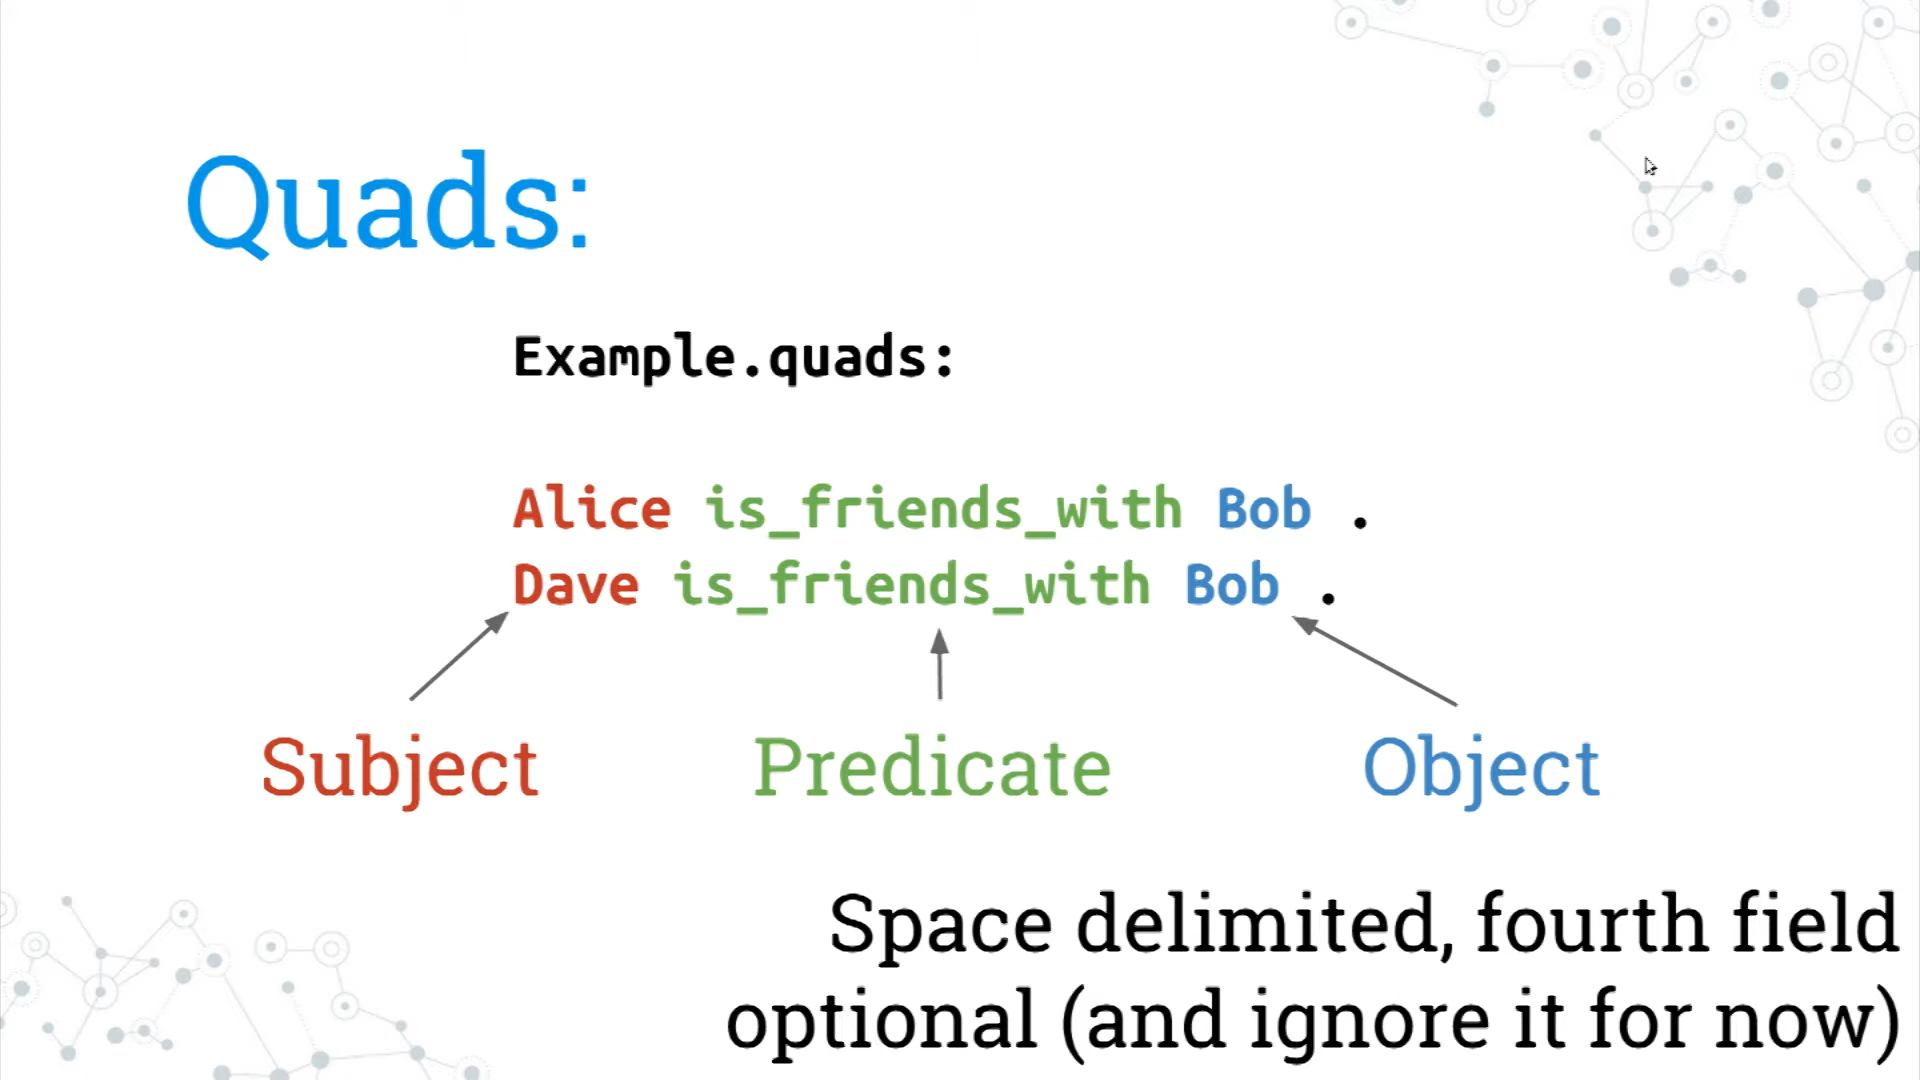 Quads:
Example.quads:
Alice is_friends_with Bob .
Dave is_friends_with Bob .
Subject Predicate Object
Space delimited, fourth field
optional (and ignore it for now)